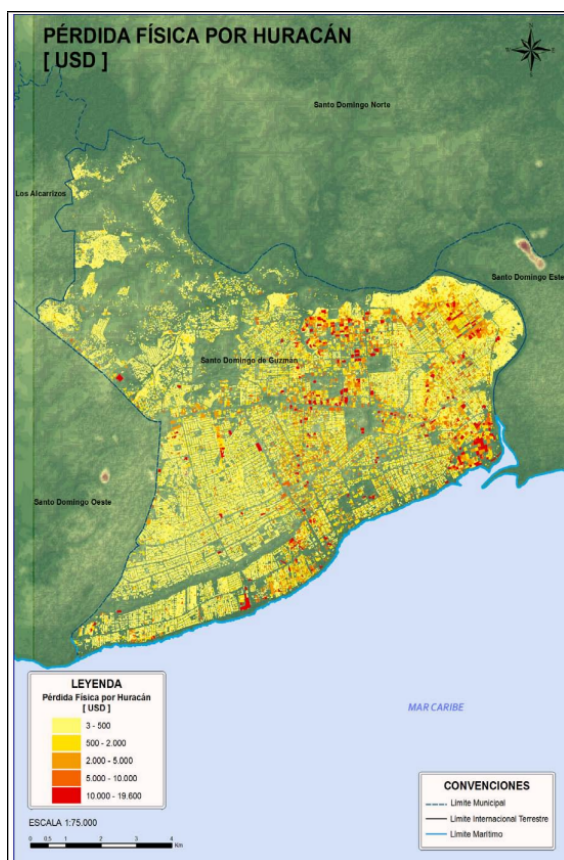 PÉRDIDA FÍSICA POR HURACÁN
[ USD ]
N
Santo Domingo Norte
Los Alcarrizos
Santo Domingo Este
Santo Domingo de Guzmán
Santo Domingo Oeste
MAR CARIBE
LEYENDA
Pérdida Física por Huracán
[ USD ]
3 - 500
500 - 2.000
2.000 - 5.000
5.000 - 10.000
10.000 - 19.600
ESCALA 1:75.000
0 0,5 1 2 3 4
Km
CONVENCIONES
Límite Municipal
Límite Internacional Terrestre
Límite Marítimo